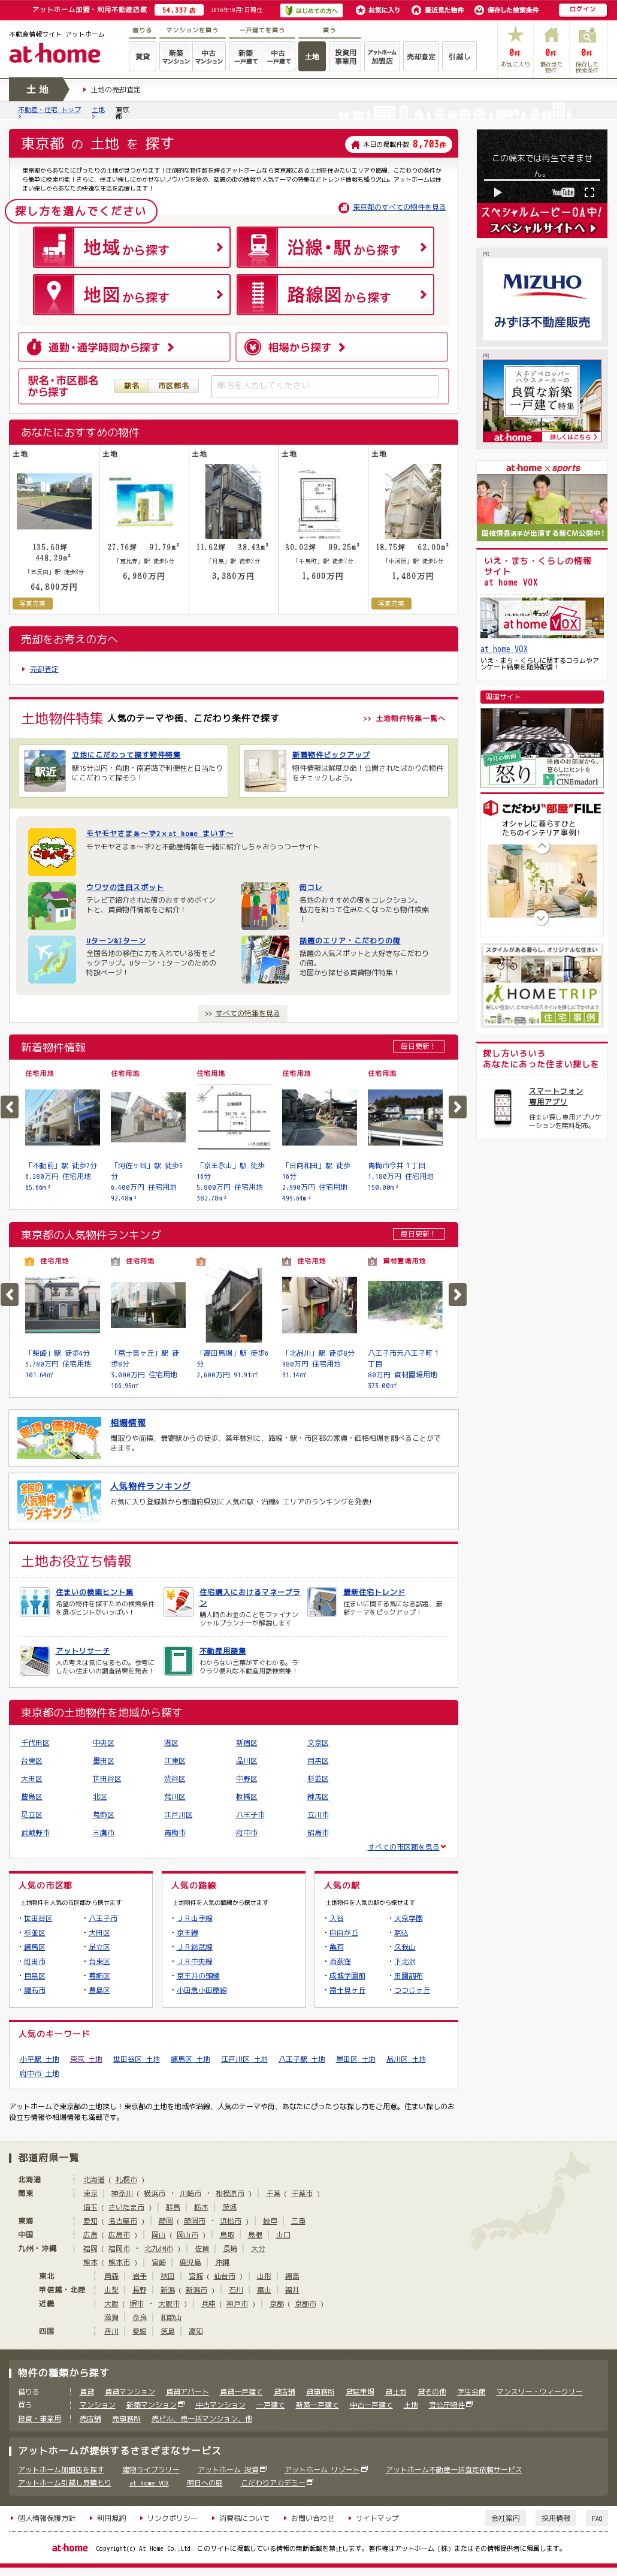 アットホーム加盟・利用不動産店数 54,337店 2016年10月1日現在 はじめての方へ お気に入り 最近見た物件 保存した検索条件 ログイン
不動産情報サイト アットホーム
at home
借りる マンションを買う 一戸建てを買う 買う
賃貸 新築マンション 中古マンション 新築一戸建て 中古一戸建て 土地 投資用事業用 アットホーム加盟店 売却査定 引越し
0件 お気に入り 0件 最近見た物件 0件 保存した検索条件
土地 土地の売却査定
不動産・住宅 トップ > 土地 > 東京都
東京都 の 土地 を 探す 本日の掲載件数 8,703件
東京都からあなたにぴったりの土地が見つかります！圧倒的な物件数を誇るアットホームなら東京都にある土地を住みたいエリアや路線、こだわりの条件か
ら簡単に検索可能！さらに、住まい探しにかかせないノウハウを始め、話題の街の情報や人気テーマの特集などトレンド情報も盛り沢山。アットホームは住
まい探しからあなたの快適な生活を応援します！
探し方を選んでください
東京都のすべての物件を見る
地域から探す 沿線・駅から探す
地図から探す 路線図から探す
通勤・通学時間から探す 相場から探す
駅名・市区郡名から探す 駅名 市区郡名 駅名を入力してください
あなたにおすすめの物件
土地 土地 土地 土地 土地
135.60坪 448.29m² 27.76坪 91.79m² 11.62坪 38.43m² 30.02坪 99.25m² 18.75坪 62.00m²
「五反田」駅 徒歩8分 「恵比寿」駅 徒歩5分 「月島」駅 徒歩3分 「千鳥町」駅 徒歩7分 「中河原」駅 徒歩5分
64,800万円 6,980万円 3,380万円 1,600万円 1,480万円
写真充実 写真充実
売却をお考えの方へ
売却査定
土地物件特集 人気のテーマや街、こだわり条件で探す >> 土地物件特集一覧へ
駅近
立地にこだわって探す物件特集
駅15分以内・角地・南道路で利便性と日当たりにこだわって探そう！
新着物件ピックアップ
物件情報は鮮度が命！公開されたばかりの物件をチェックしよう。
モヤモヤさまぁ～ず2×at home まいす～
モヤモヤさまぁ～ず2と不動産情報を一緒に紹介しちゃおうっつーサイト
ウワサの注目スポット
テレビで紹介された街のおすすめポイントと、賃貸物件情報をご紹介！
街コレ
各地のおすすめの街をコレクション。
魅力を知って住みたくなったら物件検索！
Uターン&Iターン
全国各地の移住に力を入れている街をピックアップ。Uターン・Iターンのための特設ページ！
話題のエリア・こだわりの街
話題の人気スポットと大好きなこだわりの街。
地図から探せる賃貸物件特集！
>> すべての特集を見る
新着物件情報 毎日更新！
住宅用地 住宅用地 住宅用地 住宅用地 住宅用地
「不動前」駅 徒歩7分 6,280万円 住宅用地 65.66m²
「阿佐ヶ谷」駅 徒歩5分 6,400万円 住宅用地 92.48m²
「京王永山」駅 徒歩16分 5,800万円 住宅用地 382.78m²
「日向和田」駅 徒歩16分 2,990万円 住宅用地 499.64m²
青梅市今井１丁目 1,180万円 住宅用地 150.00m²
東京都の人気物件ランキング 毎日更新！
1 住宅用地 2 住宅用地 3 4 住宅用地 5 資材置場用地
「柴崎」駅 徒歩4分 3,780万円 住宅用地 101.64㎡
「富士見ヶ丘」駅 徒歩8分 3,000万円 住宅用地 166.95㎡
「高田馬場」駅 徒歩6分 2,600万円 91.91㎡
「北品川」駅 徒歩8分 980万円 住宅用地 31.14㎡
八王子市元八王子町１丁目 80万円 資材置場用地 373.00㎡
家賃・価格相場
相場情報
間取りや面積、最寄駅からの徒歩、築年数別に、路線・駅・市区郡の家賃・価格相場を調べることができます。
全国の人気物件ランキング
人気物件ランキング
お気に入り登録数から都道府県別に人気の駅・沿線& エリアのランキングを発表!
土地お役立ち情報
住まいの検索ヒント集
希望の物件を探すための検索条件を選ぶヒントがいっぱい！
住宅購入におけるマネープラン
購入時のお金のことをファイナンシャルプランナーが解説します
最新住宅トレンド
住まいに関する気になる話題、最新テーマをピックアップ！
アットリサーチ
人の考えは気になるもの。参考にしたい住まいの調査結果を発表！
不動産用語集
わからない言葉がすぐわかる。ラクラク便利な不動産用語検索集！
東京都の土地物件を地域から探す
千代田区 中央区 港区 新宿区 文京区
台東区 墨田区 江東区 品川区 目黒区
大田区 世田谷区 渋谷区 中野区 杉並区
豊島区 北区 荒川区 板橋区 練馬区
足立区 葛飾区 江戸川区 八王子市 立川市
武蔵野市 三鷹市 青梅市 府中市 昭島市
すべての市区郡を見る
人気の市区郡
土地物件を人気の市区郡から探せます
・世田谷区 ・八王子市
・杉並区 ・大田区
・練馬区 ・足立区
・町田市 ・台東区
・目黒区 ・葛飾区
・調布市 ・豊島区
人気の路線
土地物件を人気の路線から探せます
・ＪＲ山手線
・京王線
・ＪＲ総武線
・ＪＲ中央線
・京王井の頭線
・小田急小田原線
人気の駅
土地物件を人気の駅から探せます
・入谷 ・大泉学園
・自由が丘 ・駒込
・亀有 ・久我山
・西荻窪 ・下北沢
・成城学園前 ・田園調布
・富士見ヶ丘 ・つつじヶ丘
人気のキーワード
小平駅 土地 東京 土地 世田谷区 土地 練馬区 土地 江戸川区 土地 八王子駅 土地 墨田区 土地 品川区 土地
府中市 土地
アットホームで東京都の土地探し！東京都の土地を地域や沿線、人気のテーマや街、あなたにぴったりな探し方をご用意。住まい探しのお
役立ち情報や相場情報も満載です。
この端末では再生できません。
YouTube
スペシャルムービーOA中!
スペシャルサイトへ
PR
MIZUHO
みずほ不動産販売
PR
大手デベロッパー ハウスメーカーの 良質な新築一戸建て特集
at home 詳しくはこちら
at home × sports
国枝慎吾選手が出演する新CM公開中!
いえ・まち・くらしの情報サイト
at home VOX
at home VOX
at home VOX
いえ・まち・くらしに関するコラムやアンケート結果を随時配信！
関連サイト
今月の映画 怒り 映画のお部屋から、暮らしにヒントを CINEmadori
こだわり“部屋”FILE
オシャレに暮らすひとたちのインテリア事例!
スタイルがある暮らし、オリジナルな住まい
HOMETRIP
新しい住まい、これからのスタイルを探しにでかけよう
住宅事例
探し方いろいろ
あなたにあった住まい探しを
スマートフォン専用アプリ
住まい探し専用アプリケーションを無料配布。
都道府県一覧
北海道 北海道（札幌市）
関東 東京 神奈川（横浜市・川崎市・相模原市） 千葉（千葉市）
埼玉（さいたま市） 群馬 栃木 茨城
東海 愛知（名古屋市） 静岡（静岡市・浜松市） 岐阜 三重
中国 広島（広島市） 岡山（岡山市） 鳥取 島根 山口
九州・沖縄 福岡（福岡市・北九州市） 佐賀 長崎 大分
熊本（熊本市） 宮崎 鹿児島 沖縄
東北 青森 岩手 秋田 宮城（仙台市） 山形 福島
甲信越・北陸 山梨 長野 新潟（新潟市） 石川 富山 福井
近畿 大阪（堺市・大阪市） 兵庫（神戸市） 京都（京都市）
滋賀 奈良 和歌山
四国 香川 愛媛 徳島 高知
物件の種類から探す
借りる 賃貸 賃貸マンション 賃貸アパート 賃貸一戸建て 貸店舗 貸事務所 貸駐車場 貸土地 貸その他 学生会館 マンスリー・ウィークリー
買う マンション 新築マンション 中古マンション 一戸建て 新築一戸建て 中古一戸建て 土地 官公庁物件
投資・事業用 売店舗 売事務所 売ビル、売一括マンション、他
アットホームが提供するさまざまなサービス
アットホーム加盟店を探す 建物ライブラリー アットホーム 投資 アットホーム リゾート アットホーム不動産一括査定依頼サービス
アットホーム引越し見積もり at home VOX 明日への扉 こだわりアカデミー
個人情報保護方針 利用規約 リンクポリシー 消費税について お問い合わせ サイトマップ 会社案内 採用情報 FAQ
at home Copyright(c) At Home Co.,Ltd. このサイトに掲載している情報の無断転載を禁止します。著作権はアットホーム(株)またはその情報提供者に帰属します。